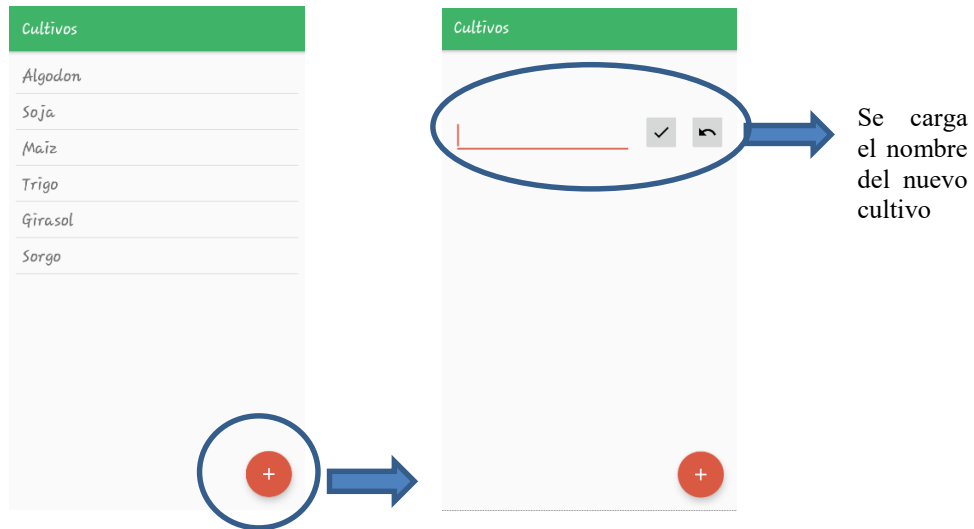 Cultivos
Algodon
Soja
Maiz
Trigo
Girasol
Sorgo
+
Cultivos
+
Se carga
el nombre
del nuevo
cultivo